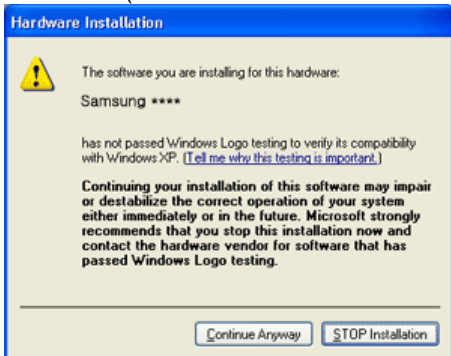 Hardware Installation
The software you are installing for this hardware:
Samsung ****
has not passed Windows Logo testing to verify its compatibility
with Windows XP. (Tell me why this testing is important.)
Continuing your installation of this software may impair
or destabilize the correct operation of your system
either immediately or in the future. Microsoft strongly
recommends that you stop this installation now and
contact the hardware vendor for software that has
passed Windows Logo testing.
Continue Anyway STOP Installation